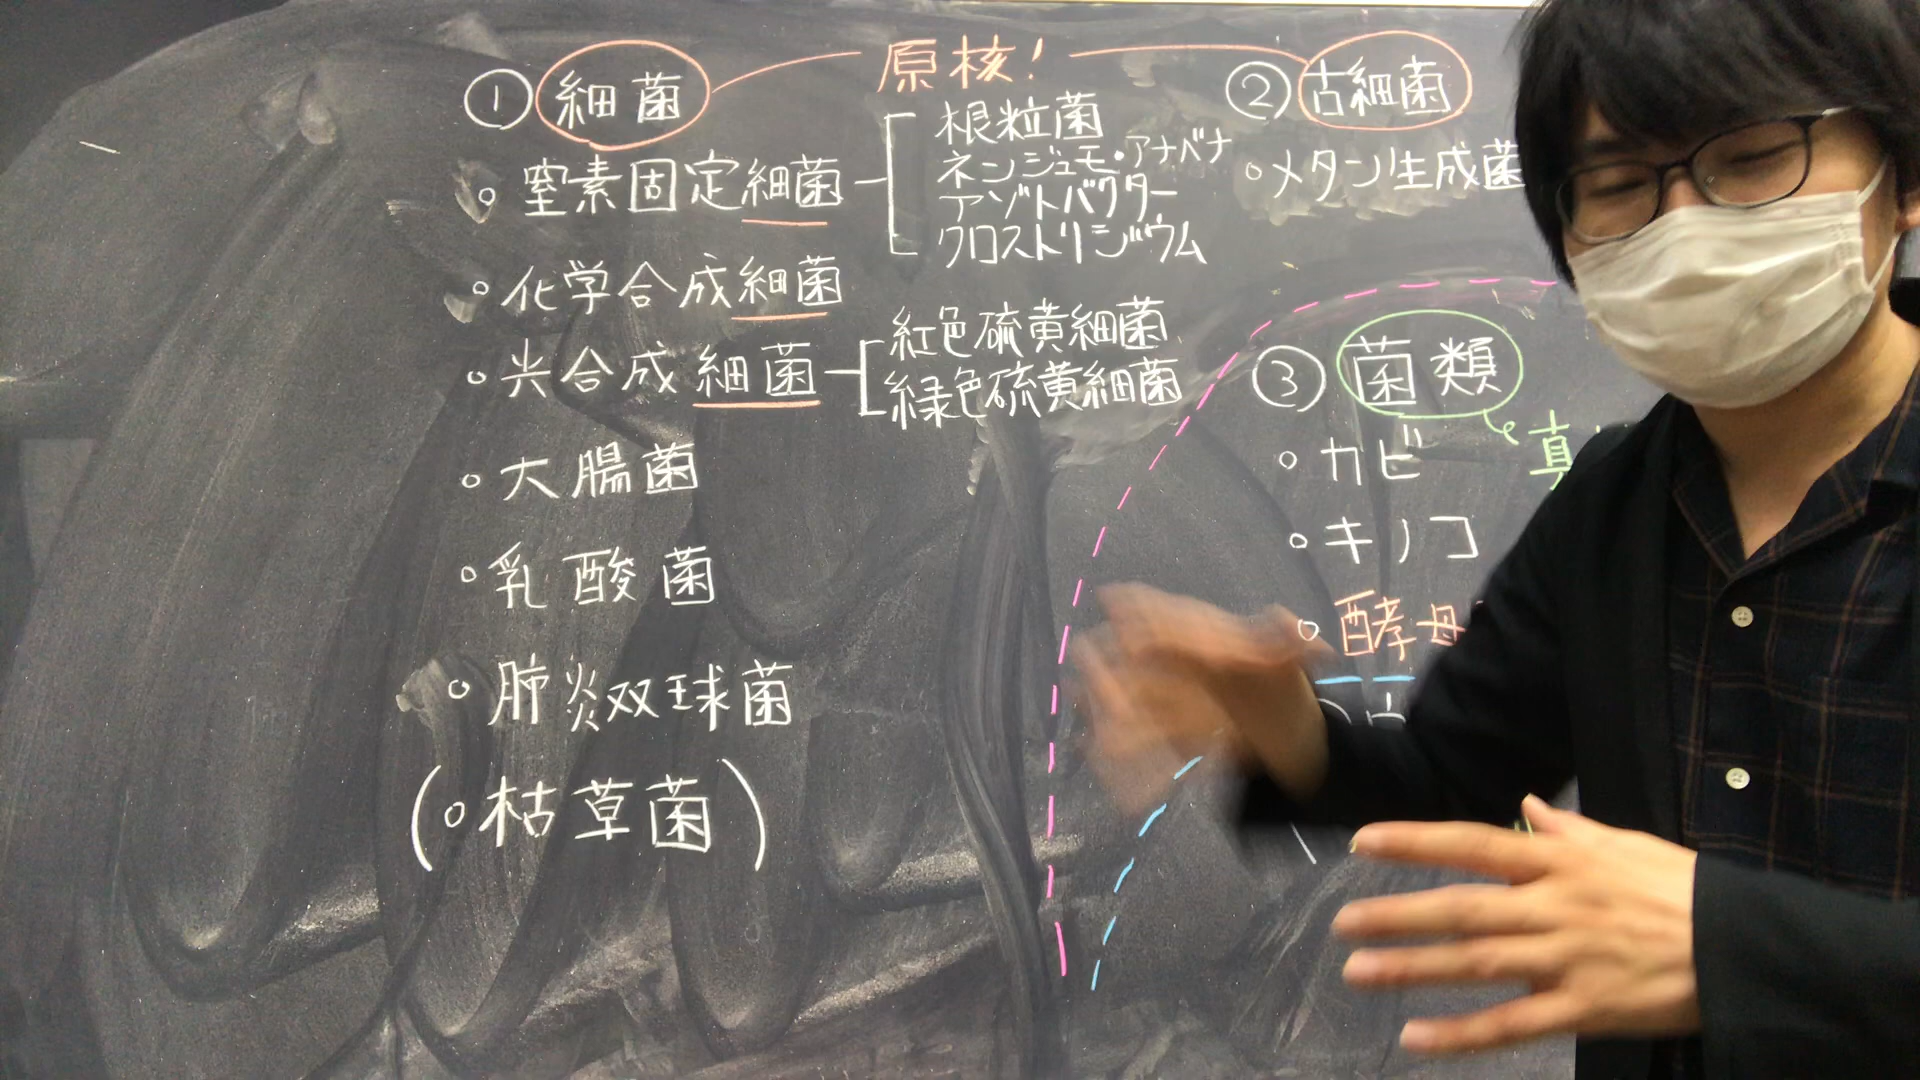 原核!
① 細菌
○ 窒素固定細菌
根粒菌
ネンジュモ・アナベナ
アゾトバクター
クロストリジウム
○ 化学合成細菌
○ 光合成細菌
紅色硫黄細菌
緑色硫黄細菌
○ 大腸菌
○ 乳酸菌
○ 肺炎双球菌
(○ 枯草菌)
② 古細菌
○ メタン生成菌
③ 菌類
真
○ カビ
○ キノコ
○ 酵母